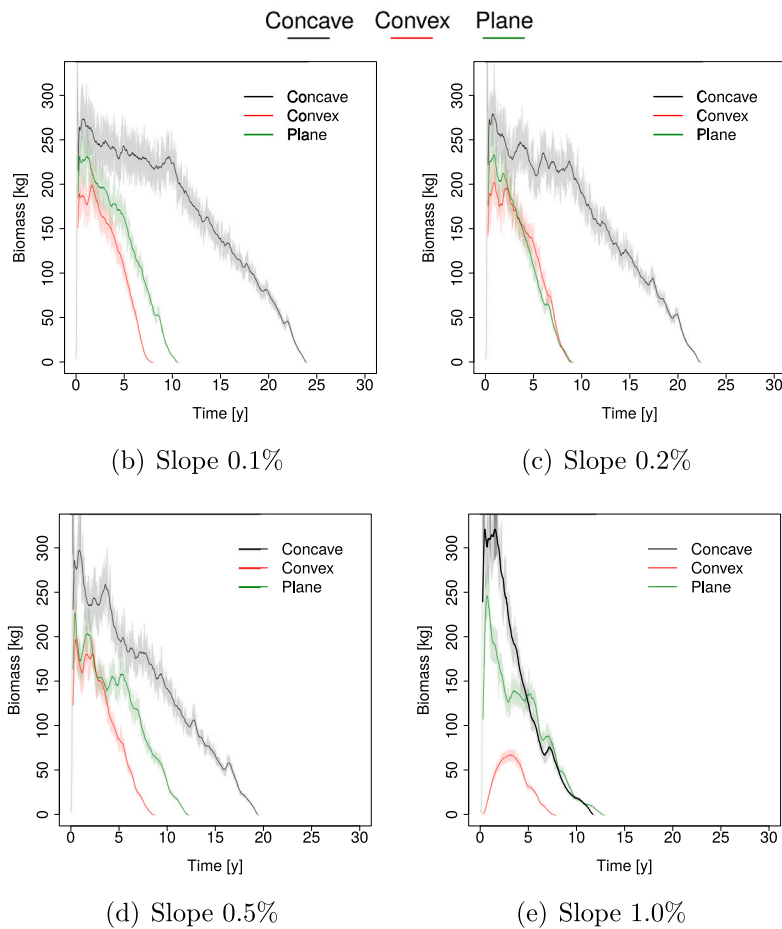 Concave Convex Plane
Concave
Convex
Plane
Biomass [kg]
0 50 100 150 200 250 300
0 5 10 15 20 25 30
Time [y]
(b) Slope 0.1%
Concave
Convex
Plane
Biomass [kg]
0 50 100 150 200 250 300
0 5 10 15 20 25 30
Time [y]
(c) Slope 0.2%
Concave
Convex
Plane
Biomass [kg]
0 50 100 150 200 250 300
0 5 10 15 20 25 30
Time [y]
(d) Slope 0.5%
Concave
Convex
Plane
Biomass [kg]
0 50 100 150 200 250 300
0 5 10 15 20 25 30
Time [y]
(e) Slope 1.0%